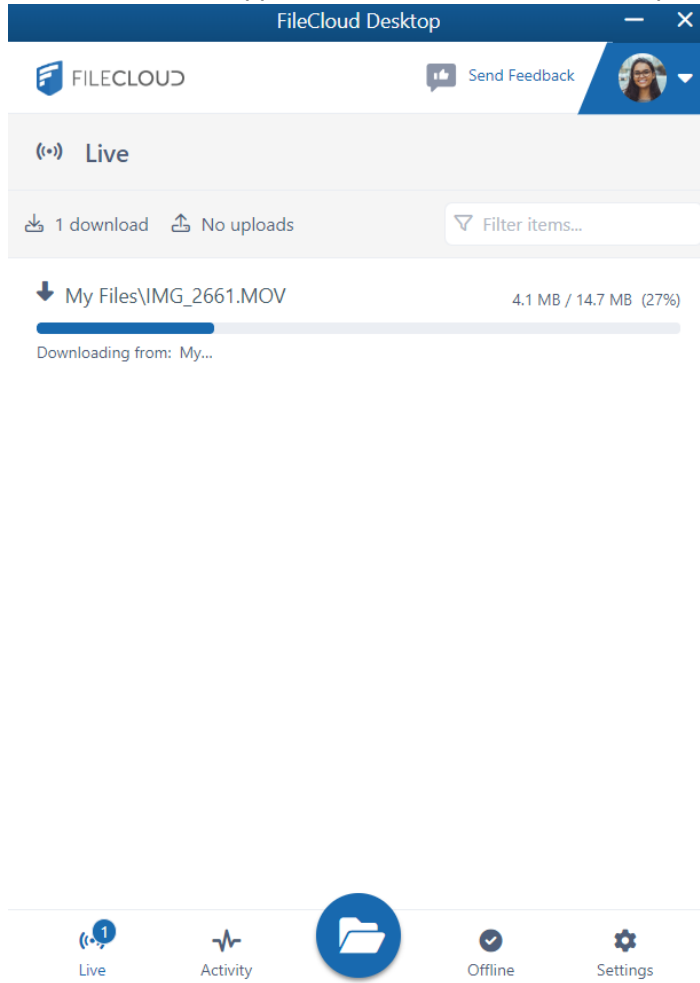 FileCloud Desktop
FILECLOUD
Send Feedback
Live
1 download No uploads
Filter items...
My Files\IMG_2661.MOV
4.1 MB / 14.7 MB (27%)
Downloading from: My...
1
Live
Activity
Offline
Settings